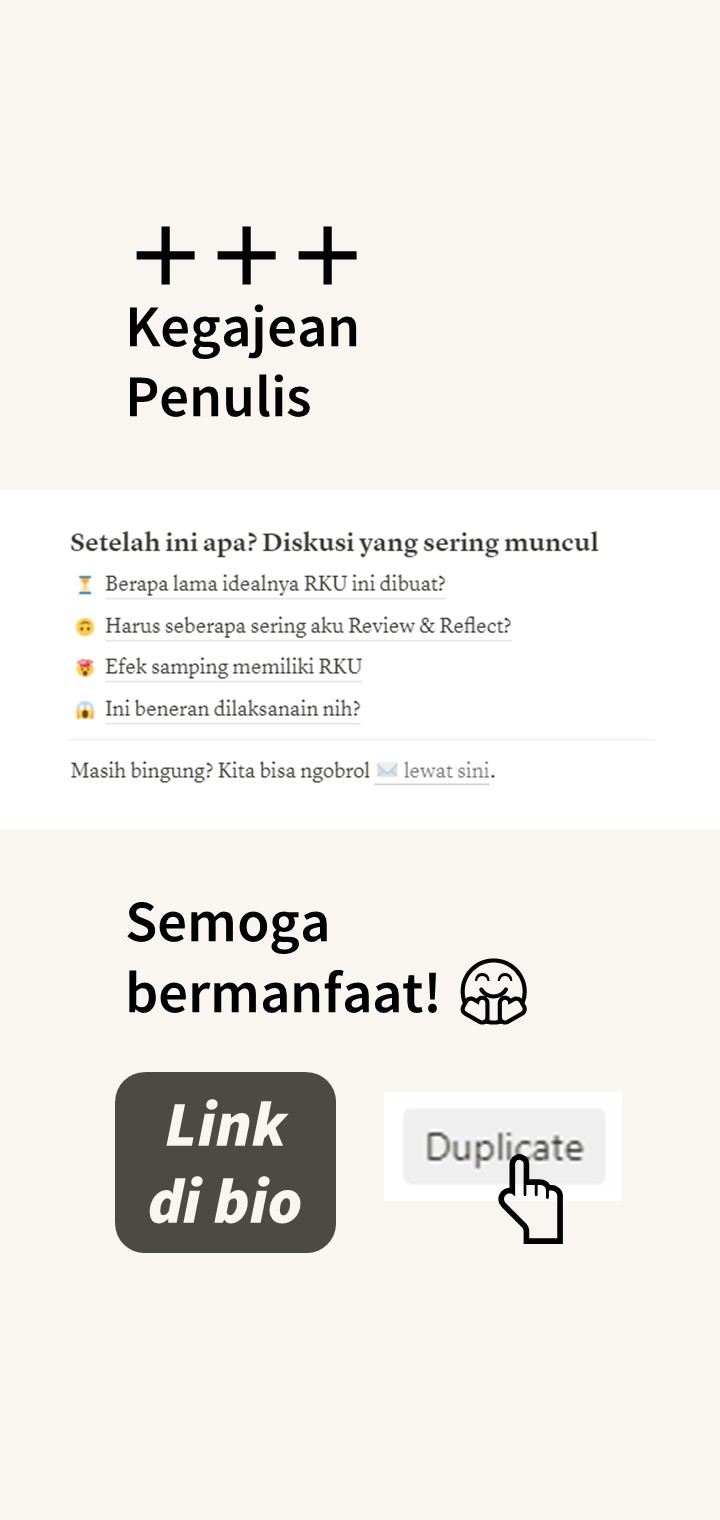 +++
Kegajean
Penulis
Setelah ini apa? Diskusi yang sering muncul
⏳ Berapa lama idealnya RKU ini dibuat?
🙃 Harus seberapa sering aku Review & Reflect?
🤯 Efek samping memiliki RKU
😱 Ini beneran dilaksanain nih?
Masih bingung? Kita bisa ngobrol ✉️ lewat sini.
Semoga
bermanfaat! 🤗
Link
di bio
Duplicate